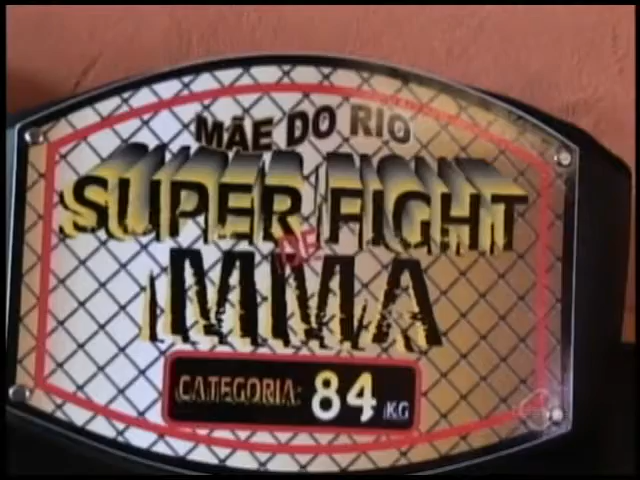 MÃE DO RIO
SUPER FIGHT
DE
MMA
CATEGORIA: 84 KG